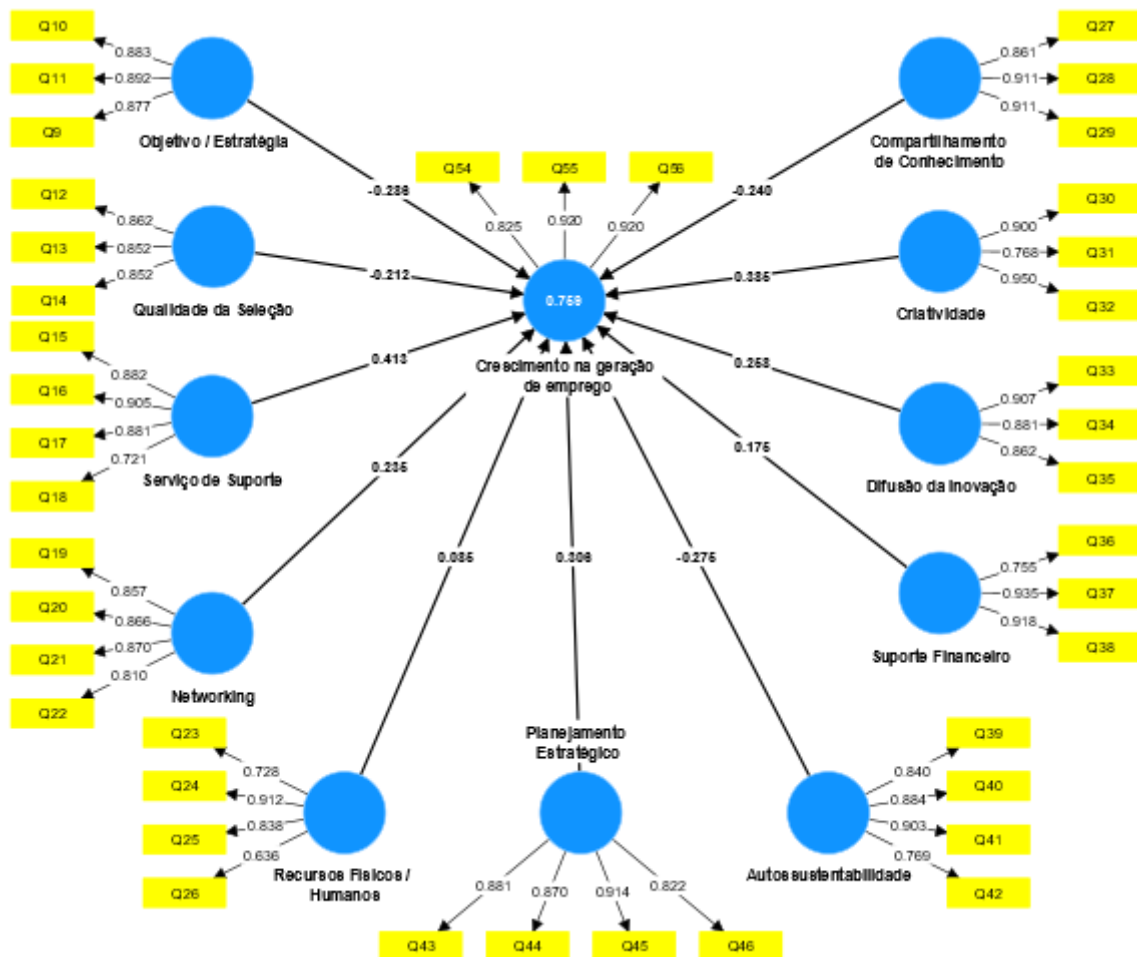 Q10
0.883
Q11
0.892
Q9
0.877
Objetivo / Estratégia
-0.286
Q12
0.862
Q13
0.852
Q14
0.852
Qualidade da Seleção
-0.212
Q15
0.882
Q16
0.905
Q17
0.881
Q18
0.721
Serviço de Suporte
0.413
Q19
0.857
Q20
0.866
Q21
0.870
Q22
0.810
Networking
0.235
Q23
0.728
Q24
0.912
Q25
0.838
Q26
0.636
Recursos Físicos /
Humanos
0.085
Q54
Q55
Q56
0.825
0.920
0.920
0.759
Crescimento na geração
de emprego
0.306
Planejamento
Estratégico
0.881
0.870
0.914
0.822
Q43
Q44
Q45
Q46
Q27
0.861
Q28
0.911
Q29
0.911
Compartilhamento
de Conhecimento
-0.240
Q30
0.900
Q31
0.768
Q32
0.950
Criatividade
0.385
Q33
0.907
Q34
0.881
Q35
0.862
Difusão da Inovação
0.258
Q36
0.755
Q37
0.935
Q38
0.918
Suporte Financeiro
0.175
Q39
0.840
Q40
0.884
Q41
0.903
Q42
0.769
Autossustentabilidade
-0.275